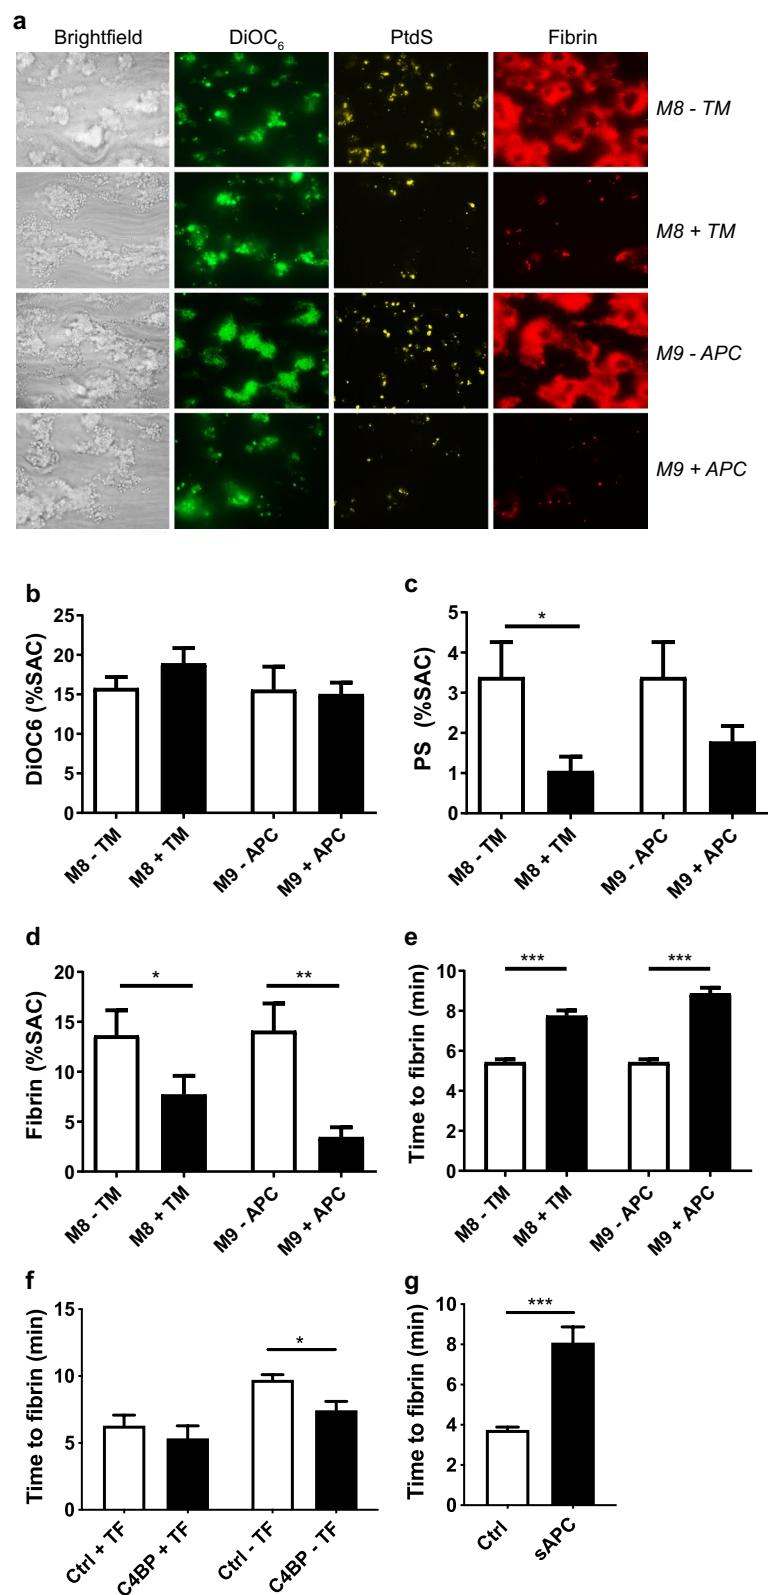 a
Brightfield DiOC6 PtdS Fibrin
M8 - TM
M8 + TM
M9 - APC
M9 + APC
b
DiOC6 (%SAC)
25
20
15
10
5
0
M8 - TM M8 + TM M9 - APC M9 + APC
c
PS (%SAC)
5
4
3
2
1
0
*
M8 - TM M8 + TM M9 - APC M9 + APC
d
Fibrin (%SAC)
20
15
10
5
0
* **
M8 - TM M8 + TM M9 - APC M9 + APC
e
Time to fibrin (min)
10
8
6
4
2
0
*** ***
M8 - TM M8 + TM M9 - APC M9 + APC
f
Time to fibrin (min)
15
10
5
0
*
Ctrl + TF C4BP + TF Ctrl - TF C4BP - TF
g
Time to fibrin (min)
10
8
6
4
2
0
***
Ctrl sAPC